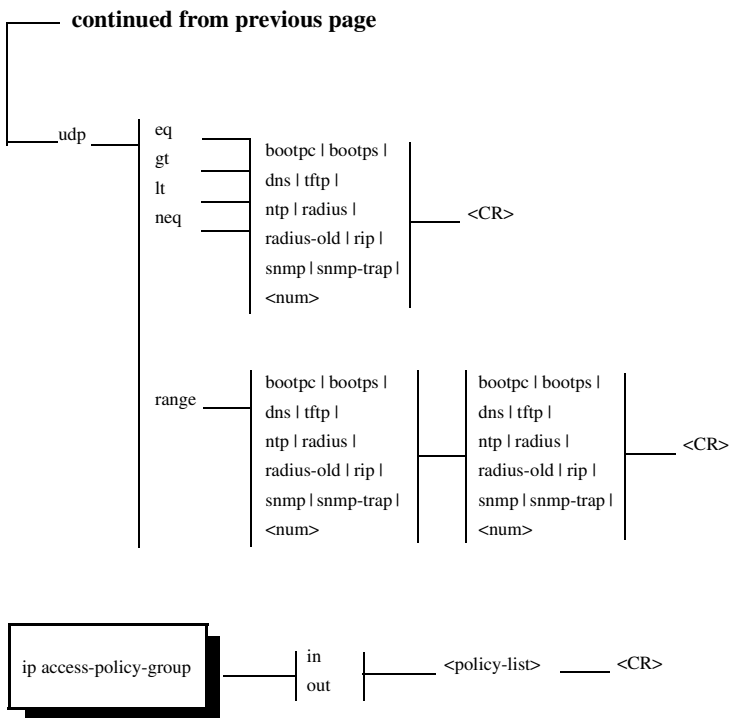 continued from previous page
udp
eq
gt
lt
neq
bootpc | bootps |
dns | tftp |
ntp | radius |
radius-old | rip |
snmp | snmp-trap |
<num>
<CR>
range
bootpc | bootps |
dns | tftp |
ntp | radius |
radius-old | rip |
snmp | snmp-trap |
<num>
bootpc | bootps |
dns | tftp |
ntp | radius |
radius-old | rip |
snmp | snmp-trap |
<num>
<CR>
ip access-policy-group
in
out
<policy-list>
<CR>